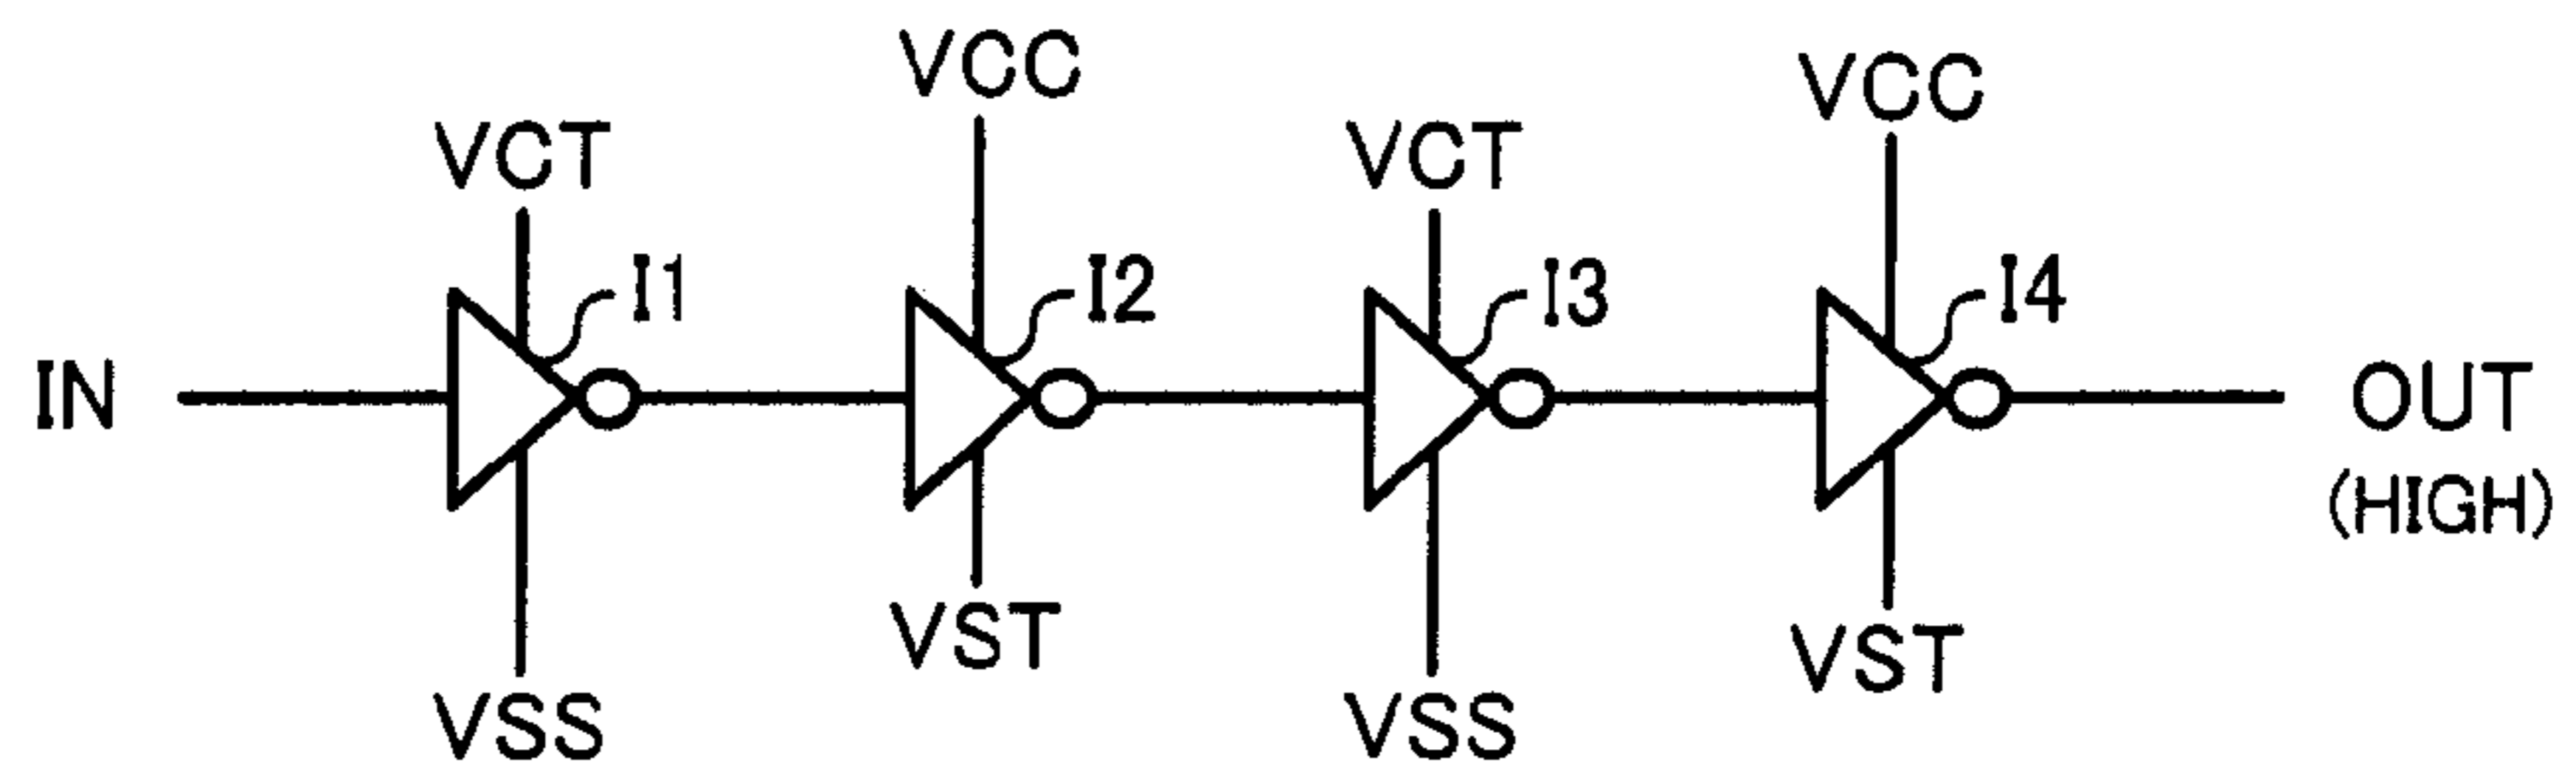 VCC VCC
VCT VCT
I1 I2 I3 I4
IN OUT
(HIGH)
VST VST
VSS VSS